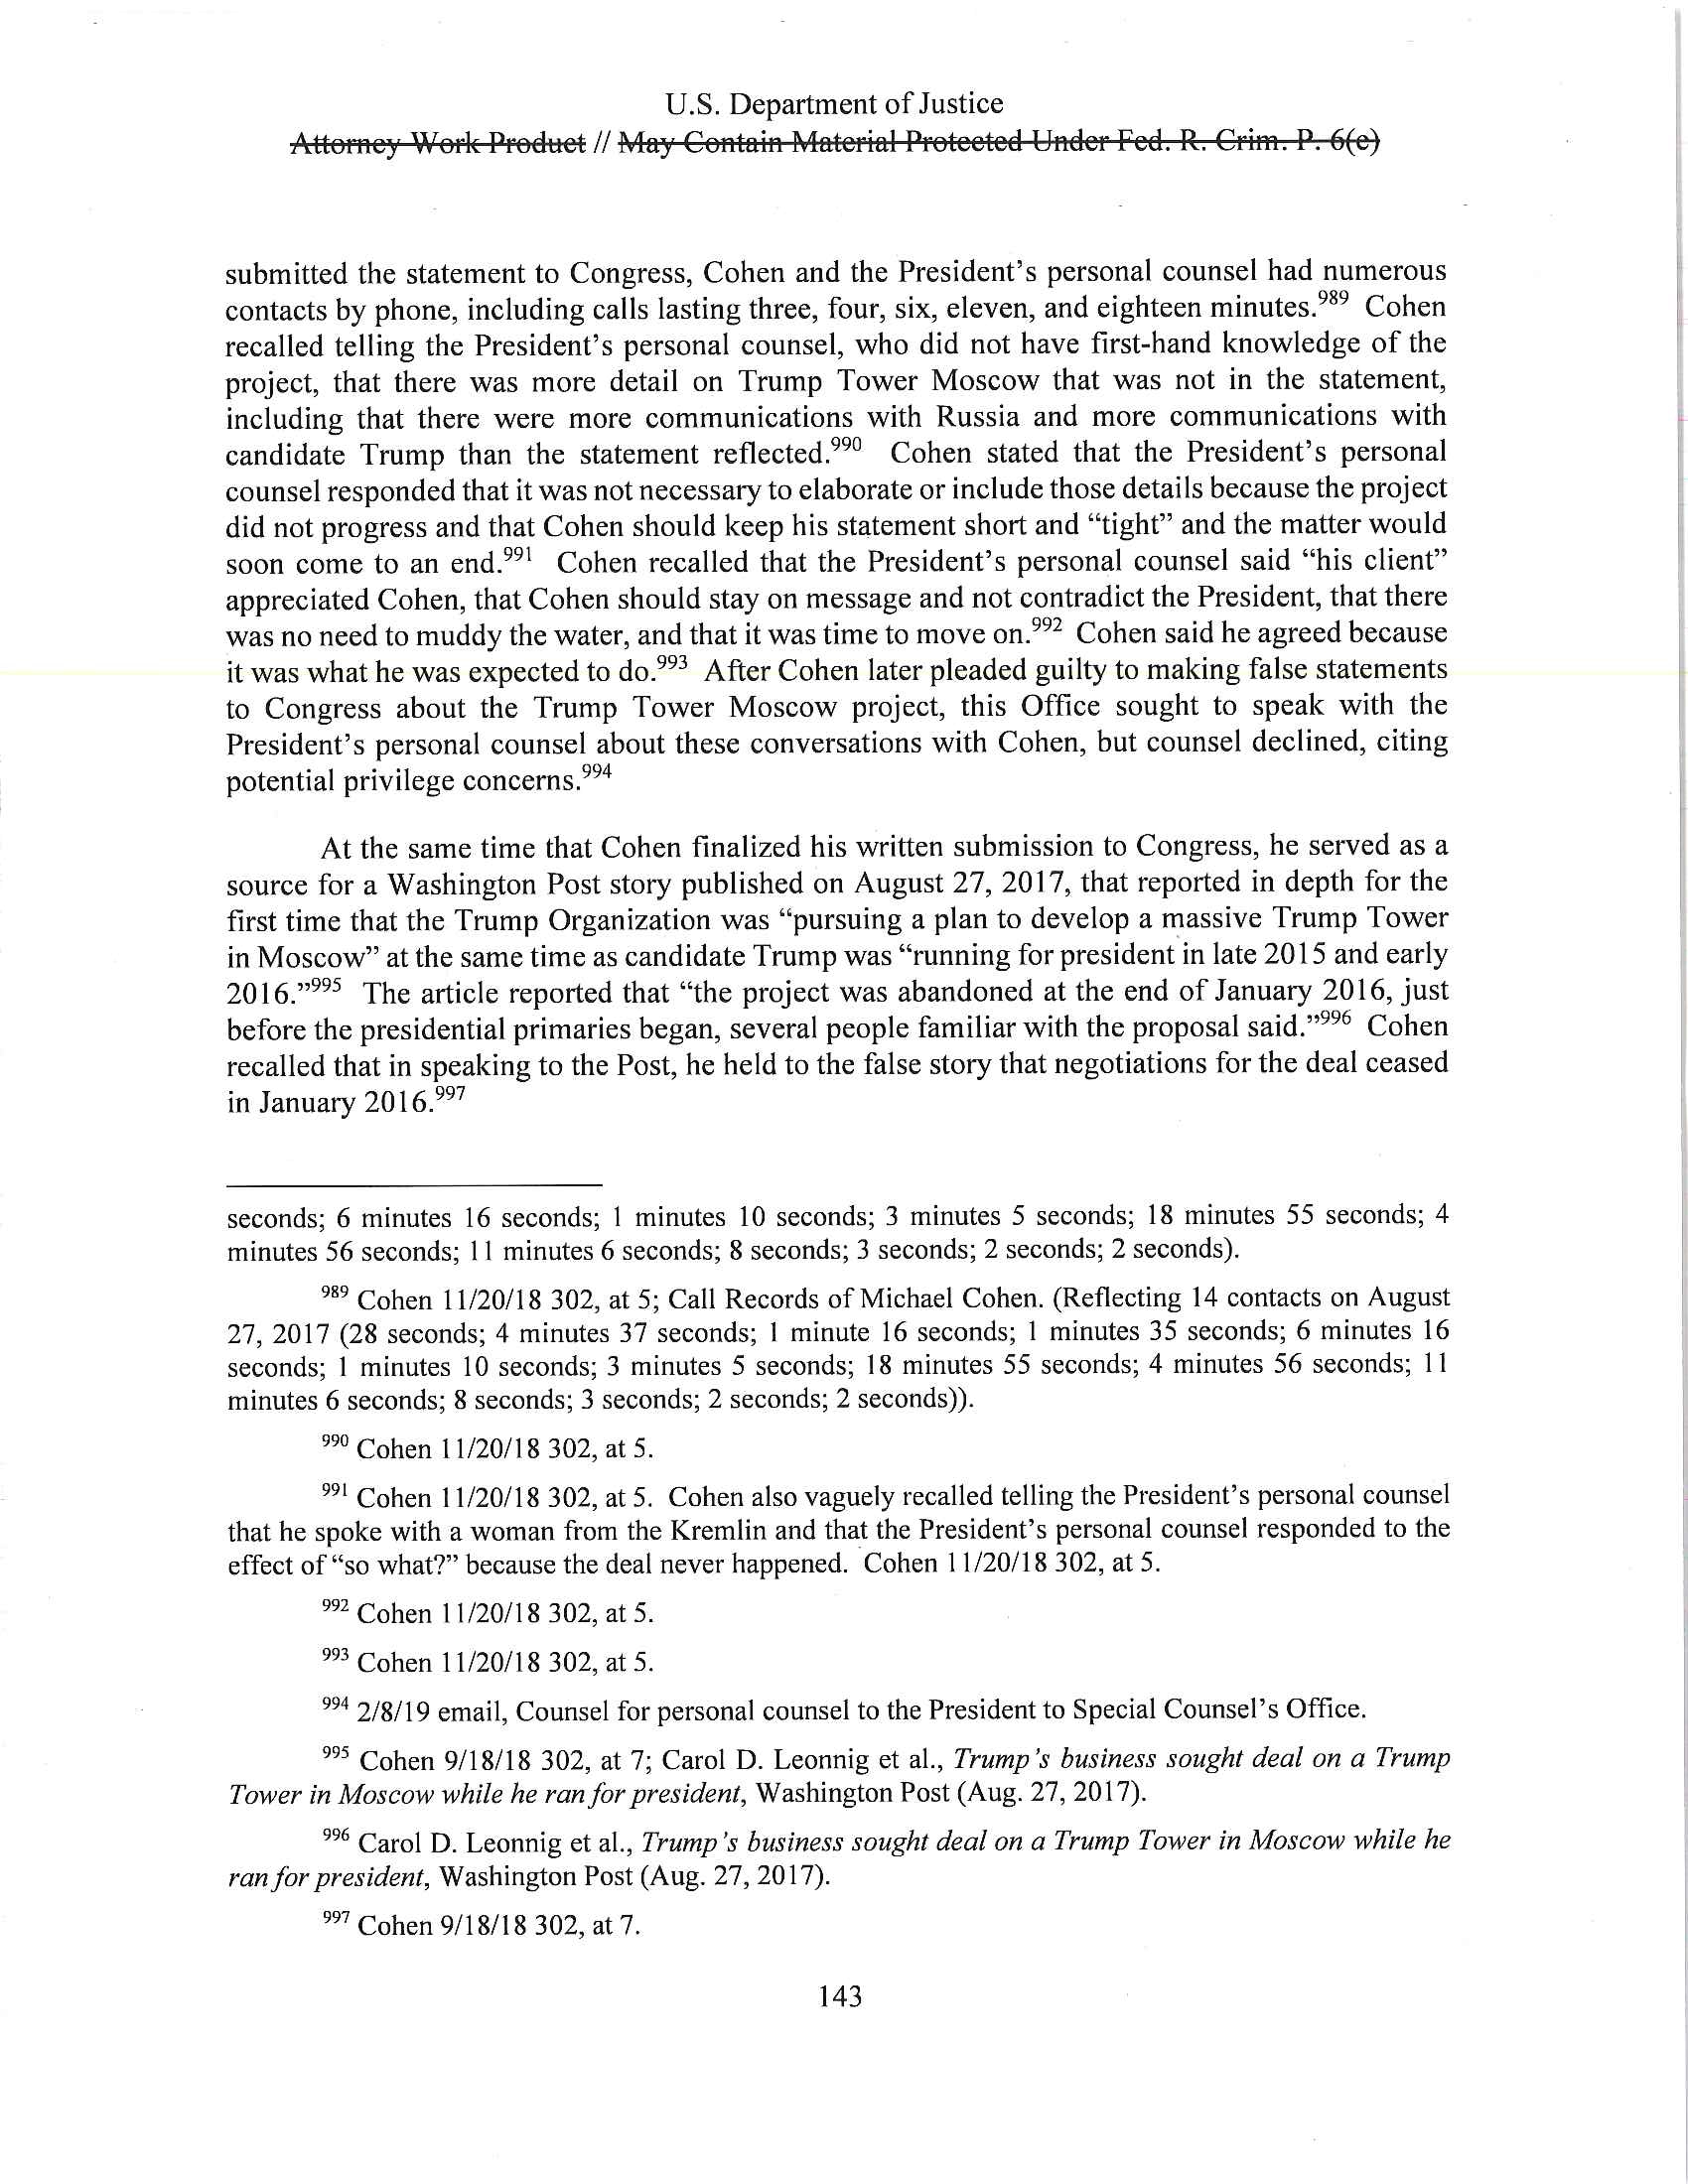 U.S. Department of Justice
Attorney Work Product // May Contain Material Protected Under Fed. R. Crim. P. 6(e)
submitted the statement to Congress, Cohen and the President's personal counsel had numerous
contacts by phone, including calls lasting three, four, six, eleven, and eighteen minutes.989 Cohen
recalled telling the President's personal counsel, who did not have first-hand knowledge of the
project, that there was more detail on Trump Tower Moscow that was not in the statement,
including that there were more communications with Russia and more communications with
candidate Trump than the statement reflected.990 Cohen stated that the President's personal
counsel responded that it was not necessary to elaborate or include those details because the project
did not progress and that Cohen should keep his statement short and "tight" and the matter would
soon come to an end.991 Cohen recalled that the President's personal counsel said "his client"
appreciated Cohen, that Cohen should stay on message and not contradict the President, that there
was no need to muddy the water, and that it was time to move on.992 Cohen said he agreed because
it was what he was expected to do.993 After Cohen later pleaded guilty to making false statements
to Congress about the Trump Tower Moscow project, this Office sought to speak with the
President's personal counsel about these conversations with Cohen, but counsel declined, citing
potential privilege concerns.994
At the same time that Cohen finalized his written submission to Congress, he served as a
source for a Washington Post story published on August 27, 2017, that reported in depth for the
first time that the Trump Organization was "pursuing a plan to develop a massive Trump Tower
in Moscow" at the same time as candidate Trump was "running for president in late 2015 and early
2016."995 The article reported that "the project was abandoned at the end of January 2016, just
before the presidential primaries began, several people familiar with the proposal said."996 Cohen
recalled that in speaking to the Post, he held to the false story that negotiations for the deal ceased
in January 2016.997
seconds; 6 minutes 16 seconds; 1 minutes 10 seconds; 3 minutes 5 seconds; 18 minutes 55 seconds; 4
minutes 56 seconds; 11 minutes 6 seconds; 8 seconds; 3 seconds; 2 seconds; 2 seconds).
989 Cohen 11/20/18 302, at 5; Call Records of Michael Cohen. (Reflecting 14 contacts on August
27, 2017 (28 seconds; 4 minutes 37 seconds; 1 minute 16 seconds; 1 minutes 35 seconds; 6 minutes 16
seconds; 1 minutes 10 seconds; 3 minutes 5 seconds; 18 minutes 55 seconds; 4 minutes 56 seconds; 11
minutes 6 seconds; 8 seconds; 3 seconds; 2 seconds; 2 seconds)).
990 Cohen 11/20/18 302, at 5.
991 Cohen 11/20/18 302, at 5. Cohen also vaguely recalled telling the President's personal counsel
that he spoke with a woman from the Kremlin and that the President's personal counsel responded to the
effect of "so what?" because the deal never happened. Cohen 11/20/18 302, at 5.
992 Cohen 11/20/18 302, at 5.
993 Cohen 11/20/18 302, at 5.
994 2/8/19 email, Counsel for personal counsel to the President to Special Counsel's Office.
995 Cohen 9/18/18 302, at 7; Carol D. Leonnig et al., Trump's business sought deal on a Trump
Tower in Moscow while he ran for president, Washington Post (Aug. 27, 2017).
996 Carol D. Leonnig et al., Trump's business sought deal on a Trump Tower in Moscow while he
ran for president, Washington Post (Aug. 27, 2017).
997 Cohen 9/18/18 302, at 7.
143